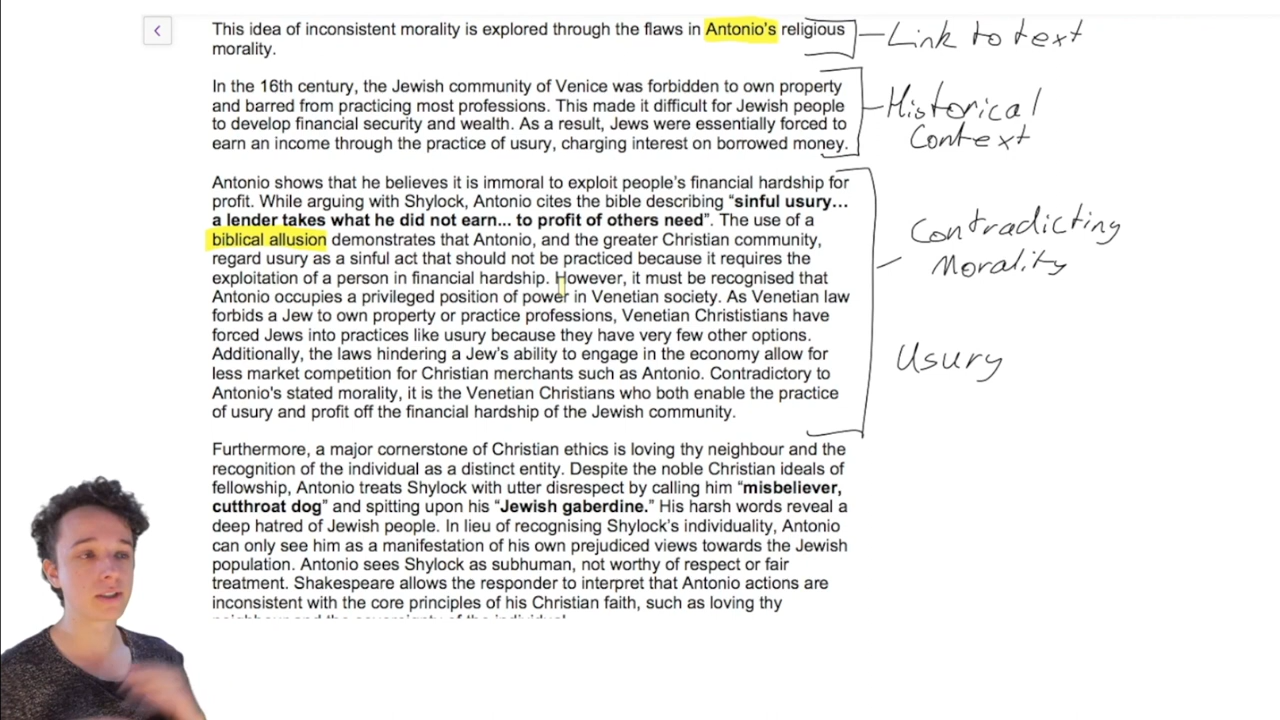 This idea of inconsistent morality is explored through the flaws in Antonio's religious
morality.
Link to text
In the 16th century, the Jewish community of Venice was forbidden to own property
and barred from practicing most professions. This made it difficult for Jewish people
to develop financial security and wealth. As a result, Jews were essentially forced to
earn an income through the practice of usury, charging interest on borrowed money.
Historical
Context
Antonio shows that he believes it is immoral to exploit people's financial hardship for
profit. While arguing with Shylock, Antonio cites the bible describing “sinful usury...
a lender takes what he did not earn... to profit of others need”. The use of a
biblical allusion demonstrates that Antonio, and the greater Christian community,
regard usury as a sinful act that should not be practiced because it requires the
exploitation of a person in financial hardship. However, it must be recognised that
Antonio occupies a privileged position of power in Venetian society. As Venetian law
forbids a Jew to own property or practice professions, Venetian Christistians have
forced Jews into practices like usury because they have very few other options.
Additionally, the laws hindering a Jew's ability to engage in the economy allow for
less market competition for Christian merchants such as Antonio. Contradictory to
Antonio's stated morality, it is the Venetian Christians who both enable the practice
of usury and profit off the financial hardship of the Jewish community.
Contradicting
Morality
Usury
Furthermore, a major cornerstone of Christian ethics is loving thy neighbour and the
recognition of the individual as a distinct entity. Despite the noble Christian ideals of
fellowship, Antonio treats Shylock with utter disrespect by calling him “misbeliever,
cutthroat dog” and spitting upon his “Jewish gaberdine.” His harsh words reveal a
deep hatred of Jewish people. In lieu of recognising Shylock's individuality, Antonio
can only see him as a manifestation of his own prejudiced views towards the Jewish
population. Antonio sees Shylock as subhuman, not worthy of respect or fair
treatment. Shakespeare allows the responder to interpret that Antonio actions are
inconsistent with the core principles of his Christian faith, such as loving thy